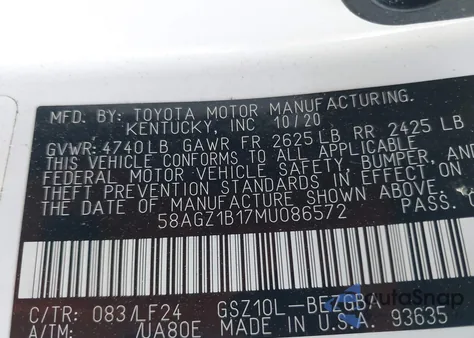 MFD. BY: TOYOTA MOTOR MANUFACTURING.
KENTUCKY, INC 10/20
GVWR: 4740LB GAWR FR 2625LB RR 2425 LB
THIS VEHICLE CONFORMS TO ALL APPLICABLE
FEDERAL MOTOR VEHICLE SAFETY, BUMPER, AND
THEFT PREVENTION STANDARDS IN EFFECT ON
THE DATE OF MANUFACTURE SHOWN ABOVE.
58AGZ1B17MU086572 PASS.
C/TR: 083/LF24 GSZ10L-BEZGBA
A/TM: /UA80E MADE IN U.S.A. 93635
AutoSnap